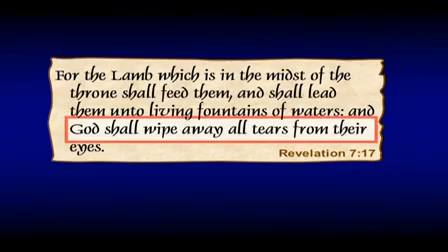 For the Lamb which is in the midst of the
throne shall feed them, and shall lead
them unto living fountains of waters: and
God shall wipe away all tears from their
eyes.
Revelation 7:17